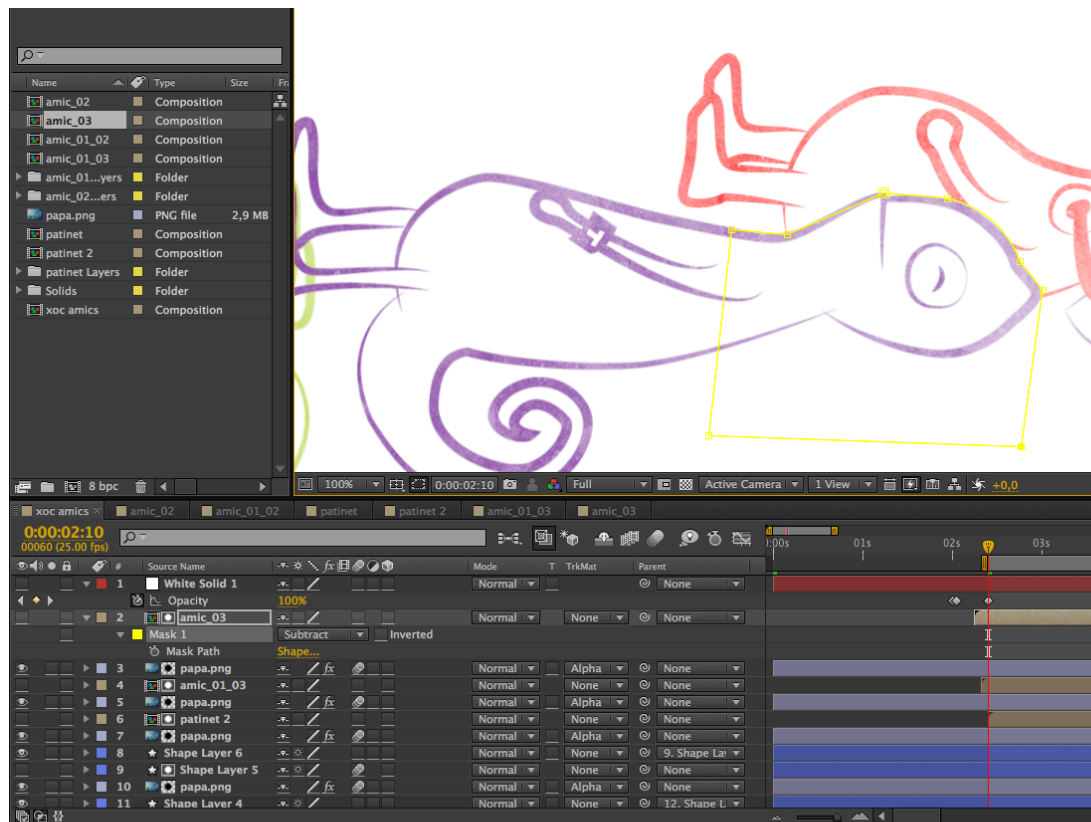 Name Type Size Fr
amic_02 Composition
amic_03 Composition
amic_01_02 Composition
amic_01_03 Composition
amic_01...yers Folder
amic_02...ers Folder
papa.png PNG file 2,9 MB
patinet Composition
patinet 2 Composition
patinet Layers Folder
Solids Folder
xoc amics Composition
8 bpc
100% 0:00:02:10 Full Active Camera 1 View +0,0
xoc amics × amic_02 amic_01_02 patinet patinet 2 amic_01_03 amic_03
0:00:02:10
00060 (25.00 fps)
):00s 01s 02s 03s
# Source Name fx Mode T TrkMat Parent
1 White Solid 1 Normal None
Opacity 100%
2 amic_03 Normal None None
Mask 1 Subtract Inverted
Mask Path Shape...
3 papa.png fx Normal Alpha None
4 amic_01_03 Normal None None
5 papa.png fx Normal Alpha None
6 patinet 2 Normal None None
7 papa.png fx Normal Alpha None
8 Shape Layer 6 Normal None 9. Shape La
9 Shape Layer 5 Normal None None
10 papa.png fx Normal Alpha None
11 Shape Layer 4 Normal None 12. Shape L